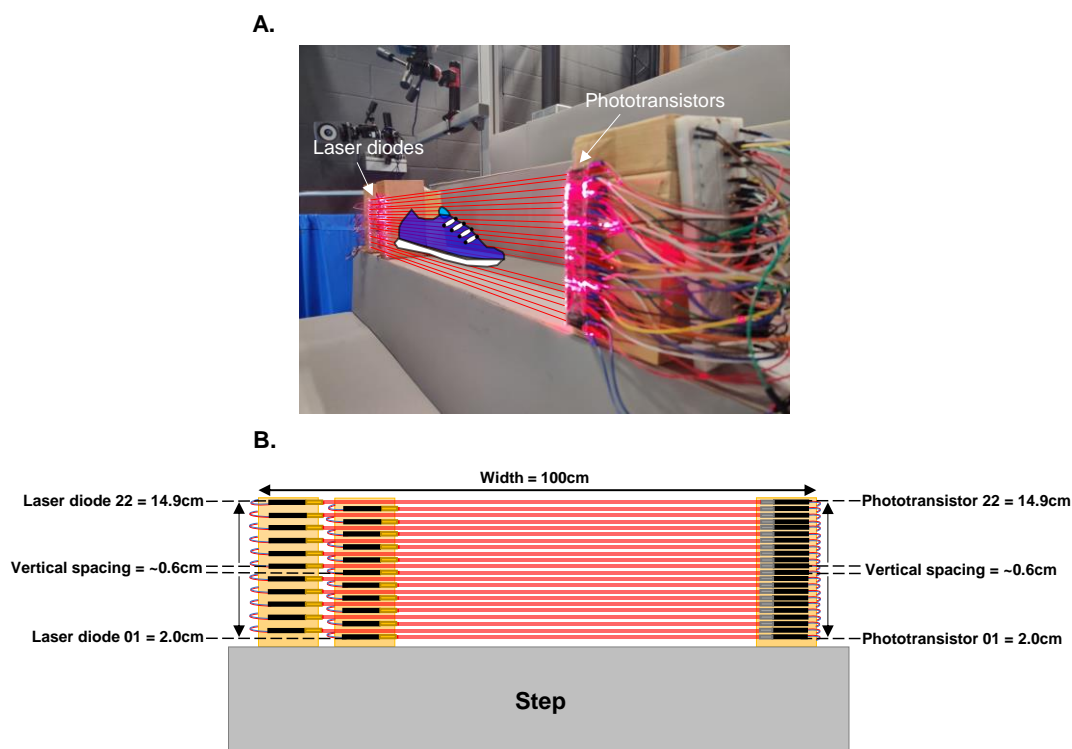 A.
Phototransistors
Laser diodes
B.
Width = 100cm
Laser diode 22 = 14.9cm
Phototransistor 22 = 14.9cm
Vertical spacing = ~0.6cm
Vertical spacing = ~0.6cm
Laser diode 01 = 2.0cm
Phototransistor 01 = 2.0cm
Step